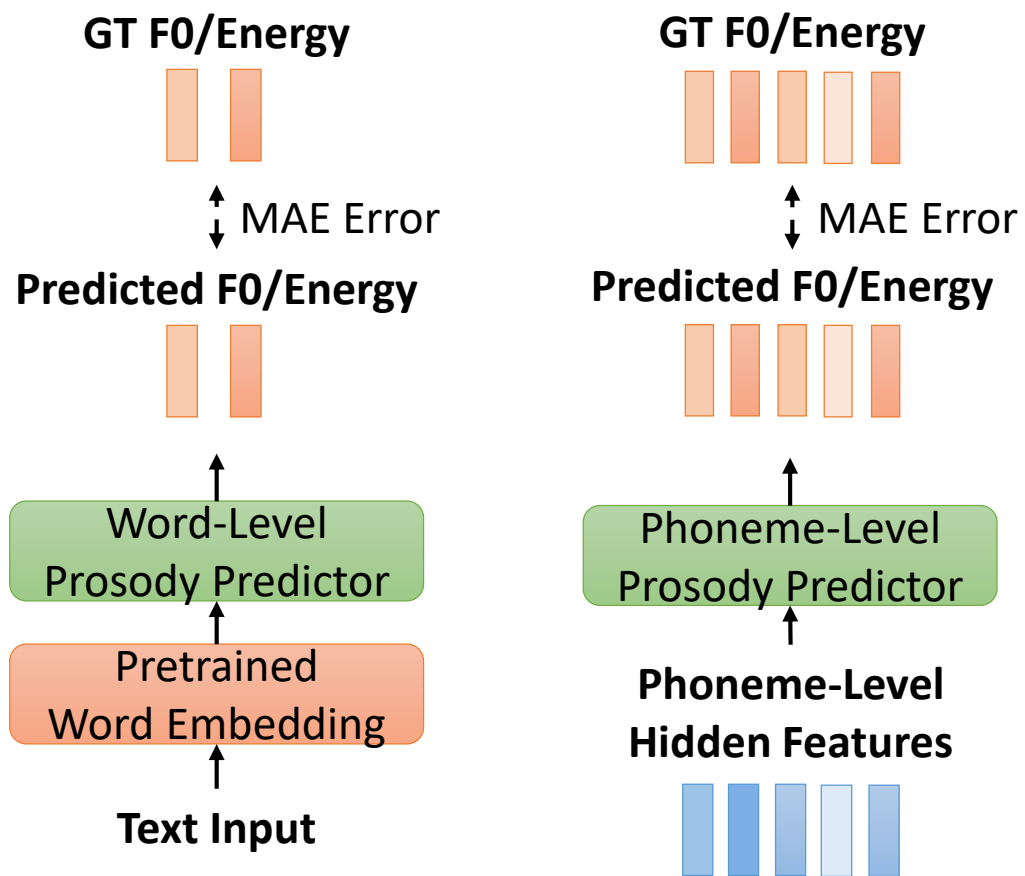 GT F0/Energy
MAE Error
Predicted F0/Energy
Word-Level
Prosody Predictor
Pretrained
Word Embedding
Text Input
GT F0/Energy
MAE Error
Predicted F0/Energy
Phoneme-Level
Prosody Predictor
Phoneme-Level
Hidden Features